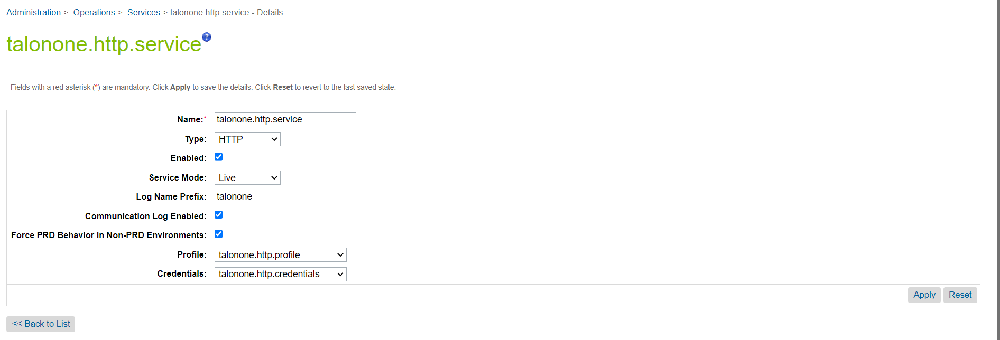 Administration > Operations > Services > talonone.http.service - Details
talonone.http.service ?
Fields with a red asterisk (*) are mandatory. Click Apply to save the details. Click Reset to revert to the last saved state.
Name:* talonone.http.service
Type: HTTP
Enabled:
Service Mode: Live
Log Name Prefix: talonone
Communication Log Enabled:
Force PRD Behavior in Non-PRD Environments:
Profile: talonone.http.profile
Credentials: talonone.http.credentials
Apply Reset
<< Back to List